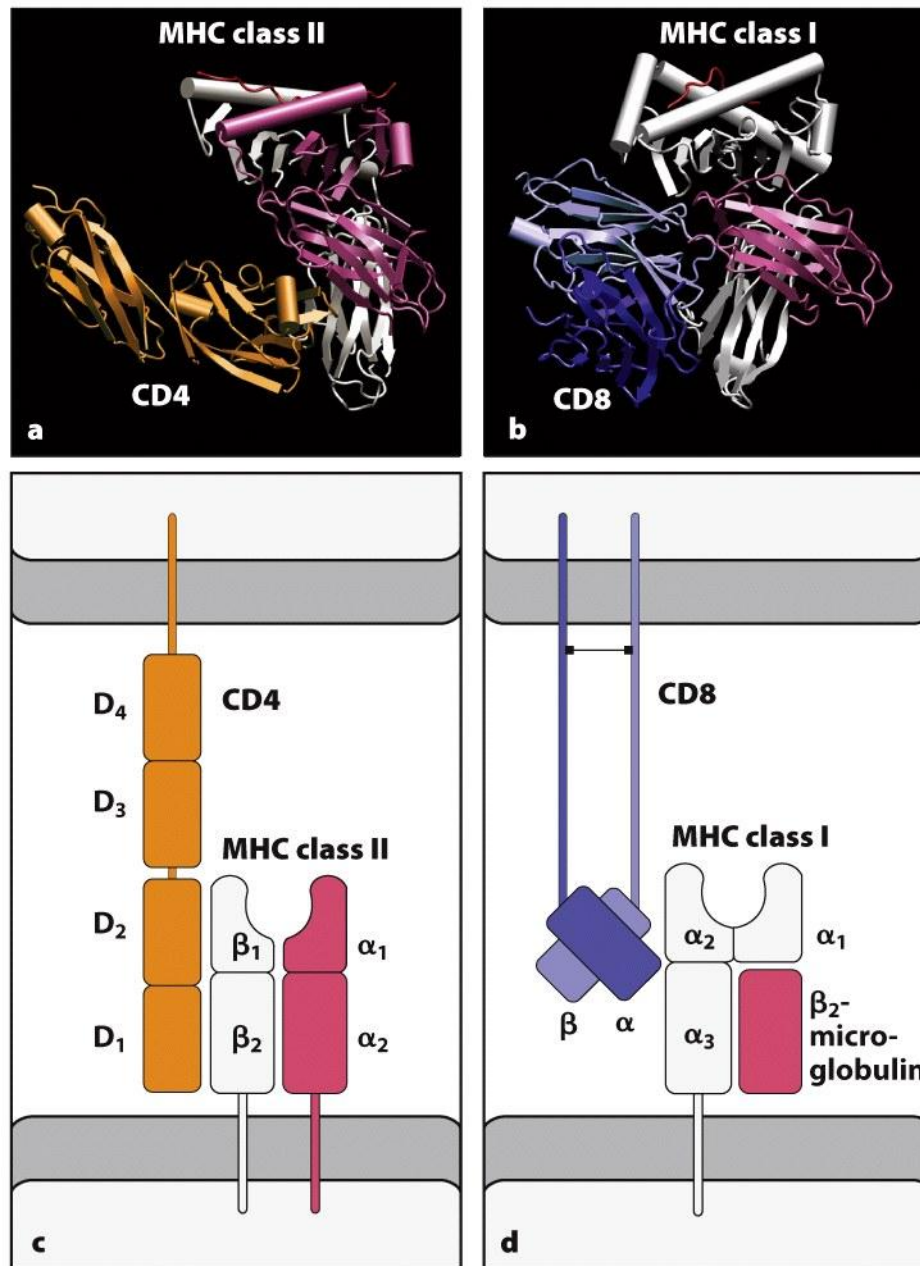 MHC class II
CD4
a
MHC class I
CD8
b
CD4
D₄
D₃
D₂
D₁
MHC class II
β₁
α₁
β₂
α₂
c
CD8
MHC class I
α₂
α₁
β
α
α₃
β₂-
micro-
globulin
d